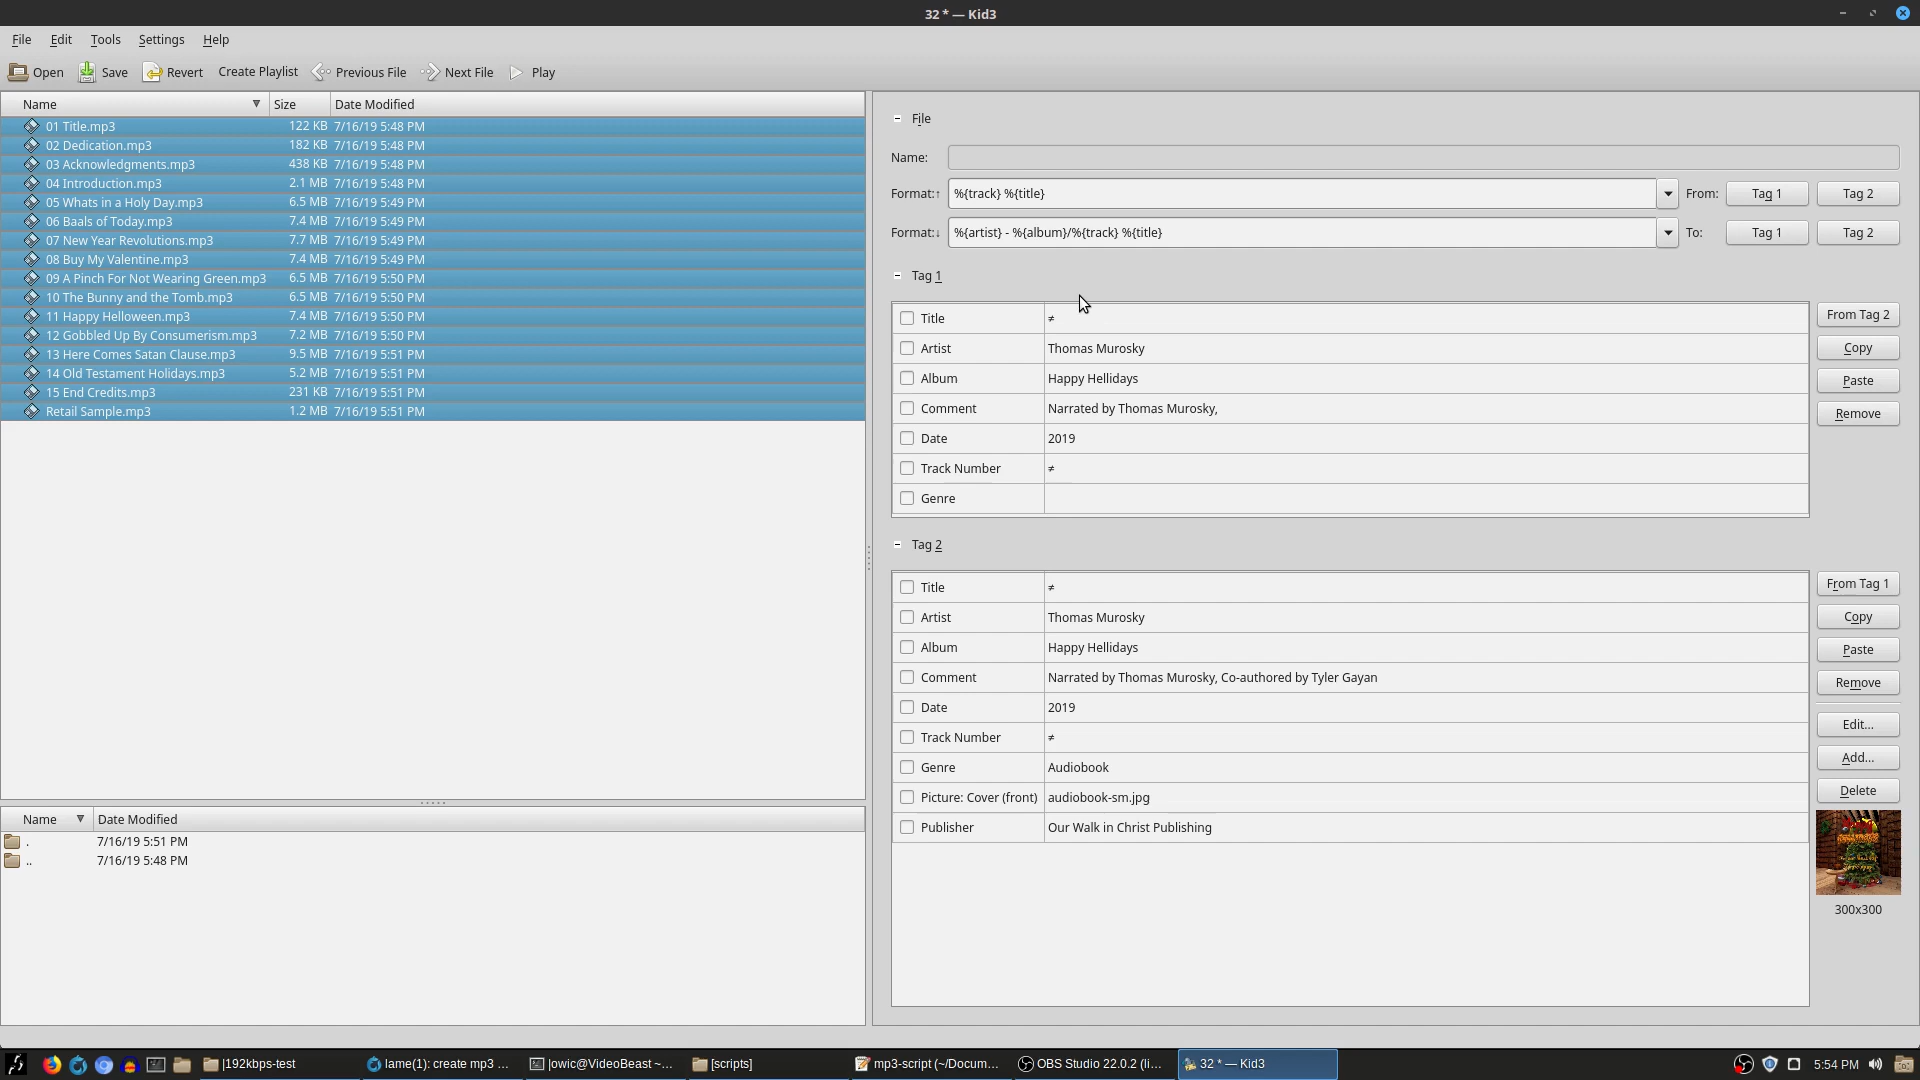 32 * — Kid3
File Edit Tools Settings Help
Open Save Revert Create Playlist Previous File Next File Play
Name Size Date Modified
01 Title.mp3 122 KB 7/16/19 5:48 PM
02 Dedication.mp3 182 KB 7/16/19 5:48 PM
03 Acknowledgments.mp3 438 KB 7/16/19 5:48 PM
04 Introduction.mp3 2.1 MB 7/16/19 5:48 PM
05 Whats in a Holy Day.mp3 6.5 MB 7/16/19 5:49 PM
06 Baals of Today.mp3 7.4 MB 7/16/19 5:49 PM
07 New Year Revolutions.mp3 7.7 MB 7/16/19 5:49 PM
08 Buy My Valentine.mp3 7.4 MB 7/16/19 5:49 PM
09 A Pinch For Not Wearing Green.mp3 6.5 MB 7/16/19 5:50 PM
10 The Bunny and the Tomb.mp3 6.5 MB 7/16/19 5:50 PM
11 Happy Helloween.mp3 7.4 MB 7/16/19 5:50 PM
12 Gobbled Up By Consumerism.mp3 7.2 MB 7/16/19 5:50 PM
13 Here Comes Satan Clause.mp3 9.5 MB 7/16/19 5:51 PM
14 Old Testament Holidays.mp3 5.2 MB 7/16/19 5:51 PM
15 End Credits.mp3 231 KB 7/16/19 5:51 PM
Retail Sample.mp3 1.2 MB 7/16/19 5:51 PM
Name Date Modified
. 7/16/19 5:51 PM
.. 7/16/19 5:48 PM
File
Name:
Format:↑ %{track} %{title} From: Tag 1 Tag 2
Format:↓ %{artist} - %{album}/%{track} %{title} To: Tag 1 Tag 2
Tag 1
Title ≠ From Tag 2
Artist Thomas Murosky Copy
Album Happy Hellidays Paste
Comment Narrated by Thomas Murosky, Remove
Date 2019
Track Number ≠
Genre
Tag 2
Title ≠ From Tag 1
Artist Thomas Murosky Copy
Album Happy Hellidays Paste
Comment Narrated by Thomas Murosky, Co-authored by Tyler Gayan Remove
Date 2019 Edit...
Track Number ≠ Add...
Genre Audiobook Delete
Picture: Cover (front) audiobook-sm.jpg
Publisher Our Walk in Christ Publishing
300x300
|192kbps-test lame(1): create mp3 ... |owic@VideoBeast ~... [scripts] mp3-script (~/Docum... OBS Studio 22.0.2 (li... 32 * — Kid3 5:54 PM